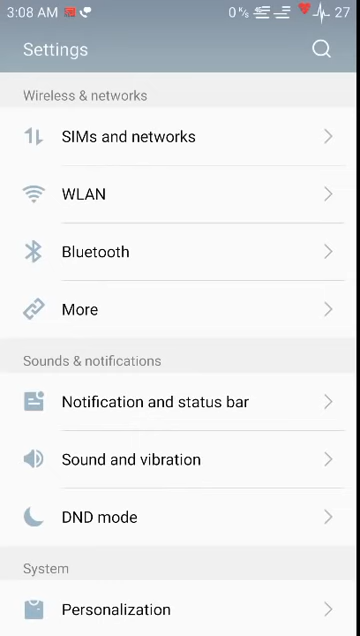 3:08 AM 0 K/s 27
Settings
Wireless & networks
SIMs and networks
WLAN
Bluetooth
More
Sounds & notifications
Notification and status bar
Sound and vibration
DND mode
System
Personalization